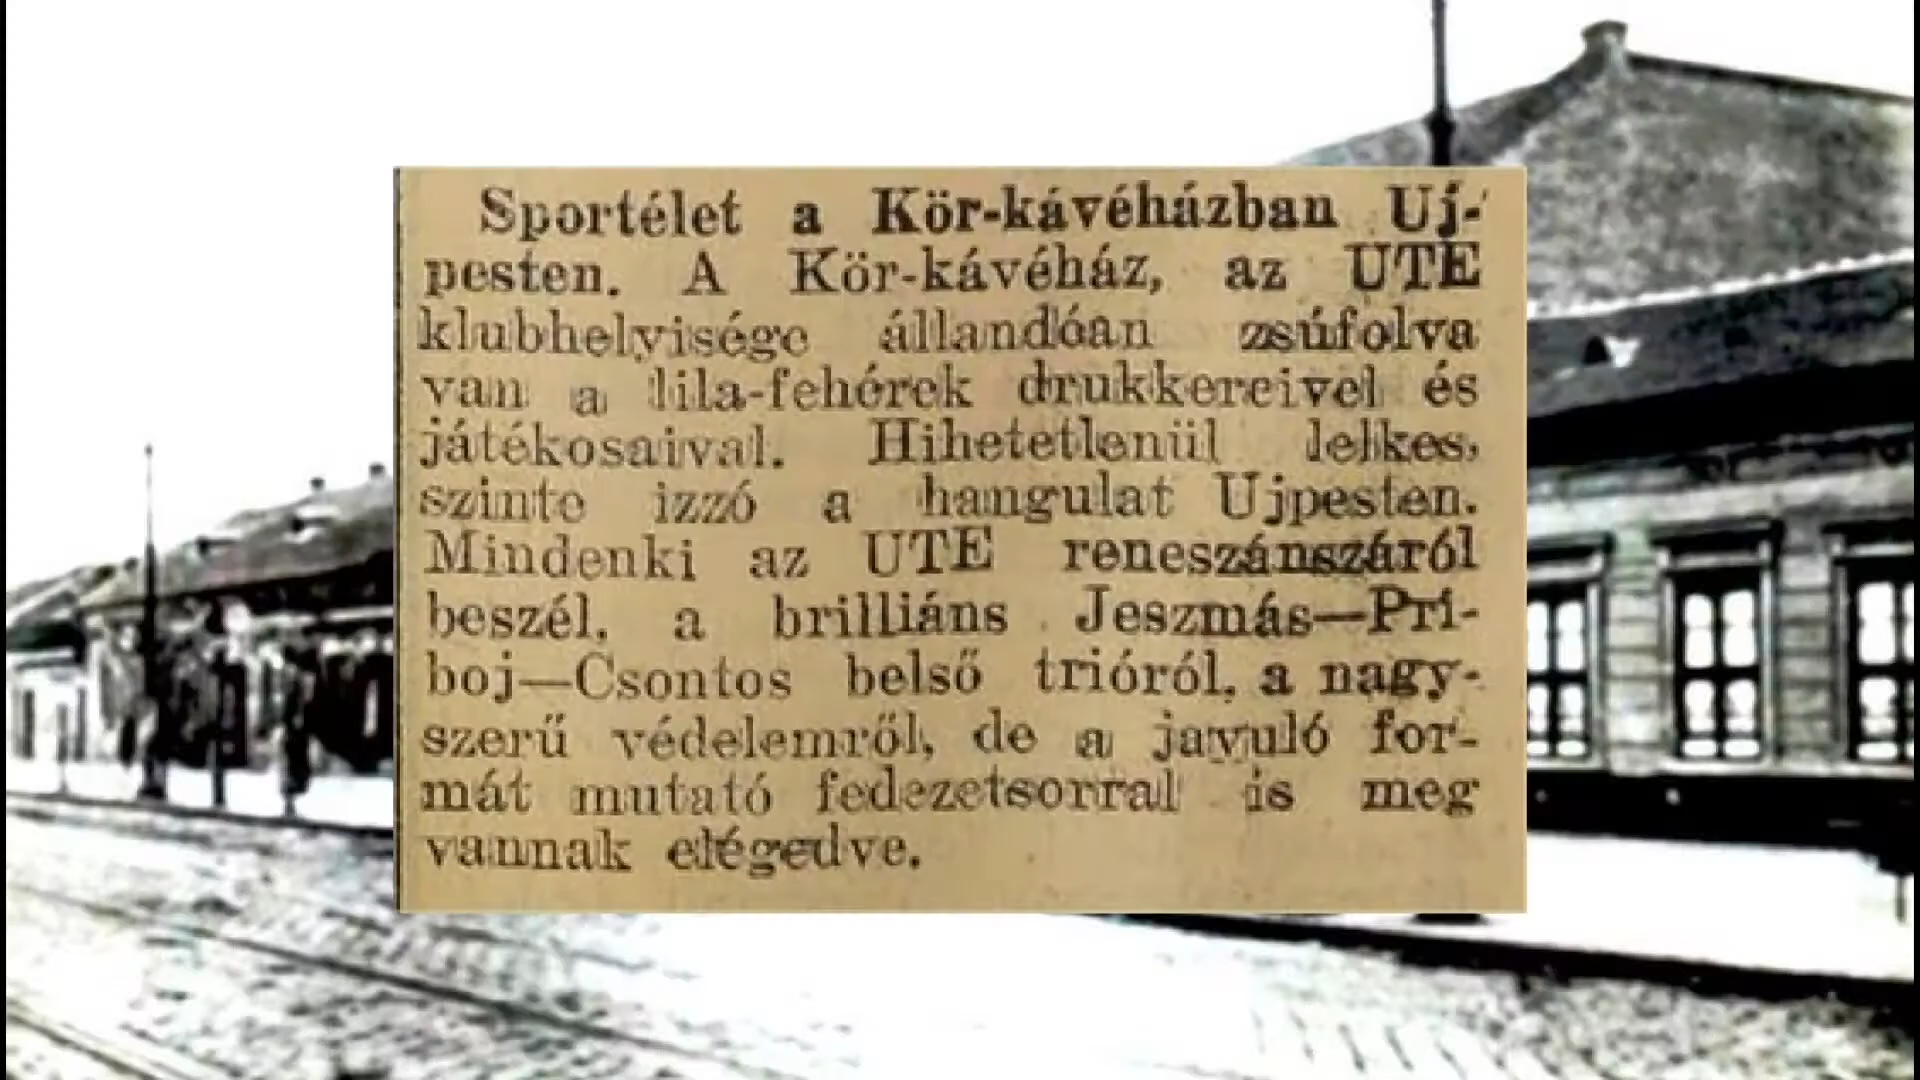 Sportélet a Kör-kávéházban Uj-
pesten. A Kör-kávéház, az UTE
klubhelyisége állandóan zsúfolva
van a lila-fehérek drukkereivel és
játékosaival. Hihetetlenül lelkes,
szinte izzó a hangulat Ujpesten.
Mindenki az UTE reneszánszáról
beszél, a brilliáns Jeszmás—Pri-
boj—Csontos belső trióról, a nagy-
szerű védelemről, de a javuló for-
mát mutató fedezetsorral is meg
vannak elégedve.